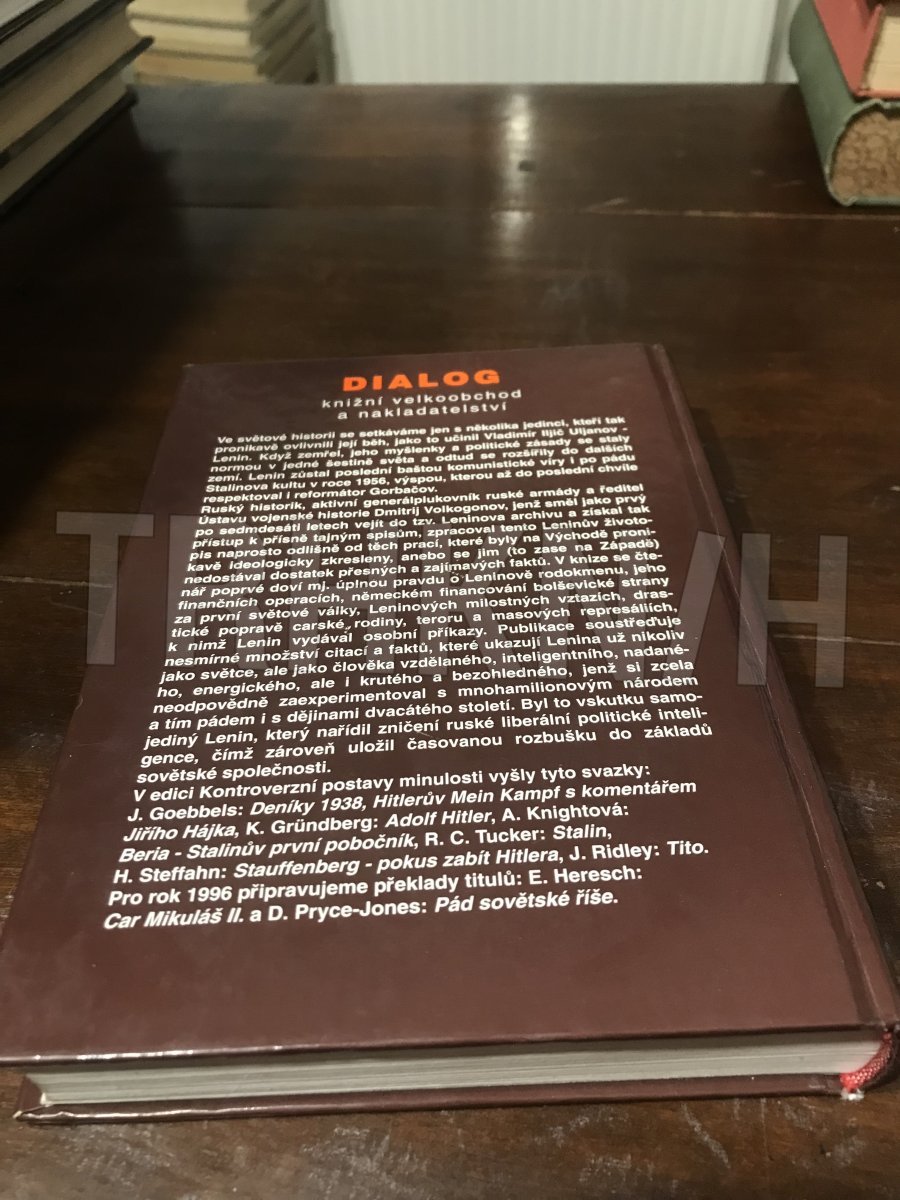 DIALOG
knižní velkoobchod
a nakladatelství
Ve světové historii se setkáváme jen s několika jedinci, kteří tak
pronikavě ovlivnili její běh, jako to učinil Vladimír Iljič Uljanov -
Lenin. Když zemřel, jeho myšlenky a politické zásady se staly
normou v jedné šestině světa a odtud se rozšířily do dalších
zemí. Lenin zůstal poslední baštou komunistické víry i po pádu
Stalinova kultu v roce 1956, výspou, kterou až do poslední chvíle
respektoval i reformátor Gorbačov.
Ruský historik, aktivní generálplukovník ruské armády a ředitel
Ústavu vojenské historie Dmitrij Volkogonov, jenž směl jako prvý
po sedmdesáti letech vejít do tzv. Leninova archivu a získal tak
přístup k přísně tajným spisům, zpracoval tento Leninův životo-
pis naprosto odlišně od těch prací, které byly na Východě proni-
kavě ideologicky zkresleny, anebo se jim (to zase na Západě)
nedostával dostatek přesných a zajímavých faktů. V knize se čte-
nář poprvé doví mj. úplnou pravdu o Leninově rodokmenu, jeho
finančních operacích, německém financování bolševické strany
za první světové války, Leninových milostných vztazích, dras-
tické popravě carské rodiny, teroru a masových represáliích,
k nimž Lenin vydával osobní příkazy. Publikace soustřeďuje
nesmírné množství citací a faktů, které ukazují Lenina už nikoliv
jako světce, ale jako člověka vzdělaného, inteligentního, nadané-
ho, energického, ale i krutého a bezohledného, jenž si zcela
neodpovědně zaexperimentoval s mnohamilionovým národem
a tím pádem i s dějinami dvacátého století. Byl to vskutku samo-
jediný Lenin, který nařídil zničení ruské liberální politické inteli-
gence, čímž zároveň uložil časovanou rozbušku do základů
sovětské společnosti.
V edici Kontroverzní postavy minulosti vyšly tyto svazky:
J. Goebbels: Deníky 1938, Hitlerův Mein Kampf s komentářem
Jiřího Hájka, K. Gründberg: Adolf Hitler, A. Knightová:
Beria - Stalinův první pobočník, R. C. Tucker: Stalin,
H. Steffahn: Stauffenberg - pokus zabít Hitlera, J. Ridley: Tito.
Pro rok 1996 připravujeme překlady titulů: E. Heresch:
Car Mikuláš II. a D. Pryce-Jones: Pád sovětské říše.